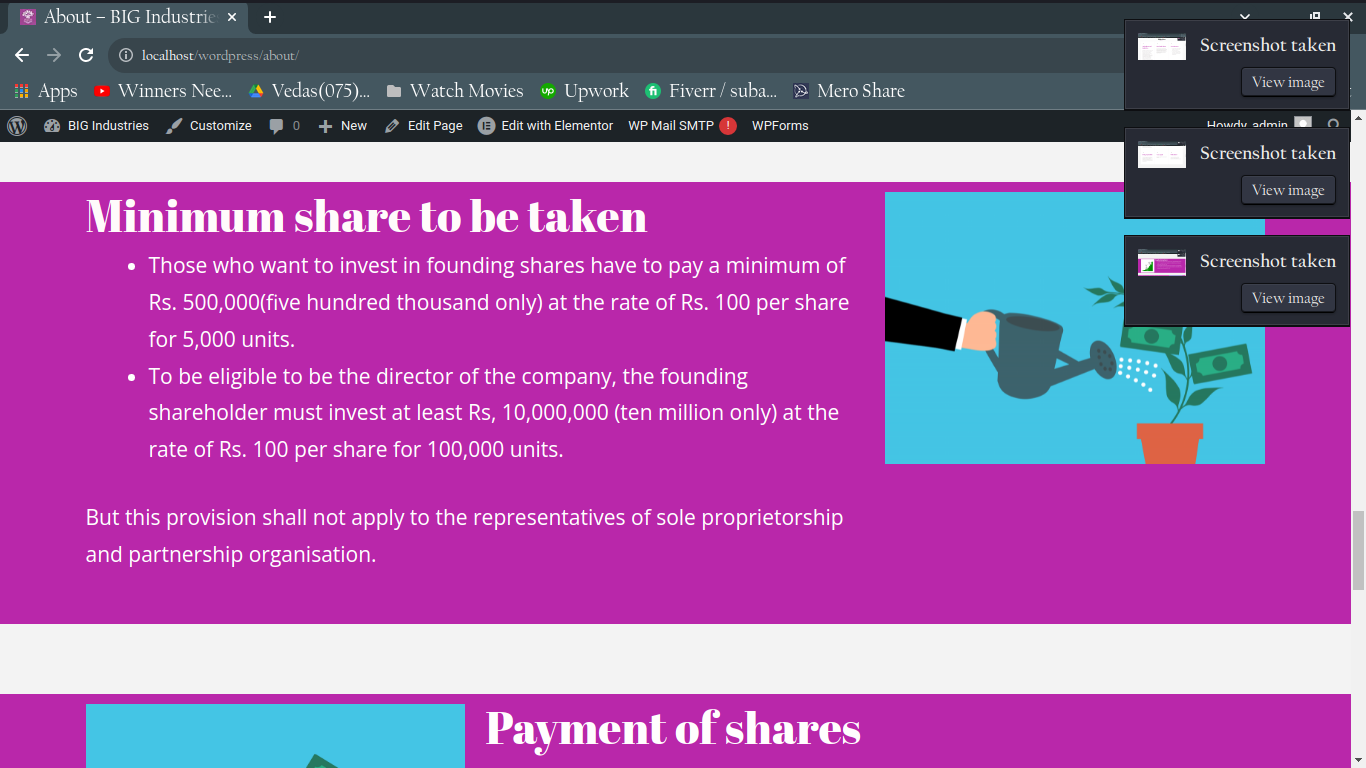 About – BIG Industrie
localhost/wordpress/about/
Apps
Winners Nee...
Vedas(075)...
Watch Movies
Upwork
Fiverr / suba...
Mero Share
BIG Industries
Customize
0
New
Edit Page
Edit with Elementor
WP Mail SMTP !
WPForms
Howdy, admin
Screenshot taken
View image
Screenshot taken
View image
Screenshot taken
View image
Minimum share to be taken
• Those who want to invest in founding shares have to pay a minimum of
Rs. 500,000(five hundred thousand only) at the rate of Rs. 100 per share
for 5,000 units.
• To be eligible to be the director of the company, the founding
shareholder must invest at least Rs, 10,000,000 (ten million only) at the
rate of Rs. 100 per share for 100,000 units.
But this provision shall not apply to the representatives of sole proprietorship
and partnership organisation.
Payment of shares